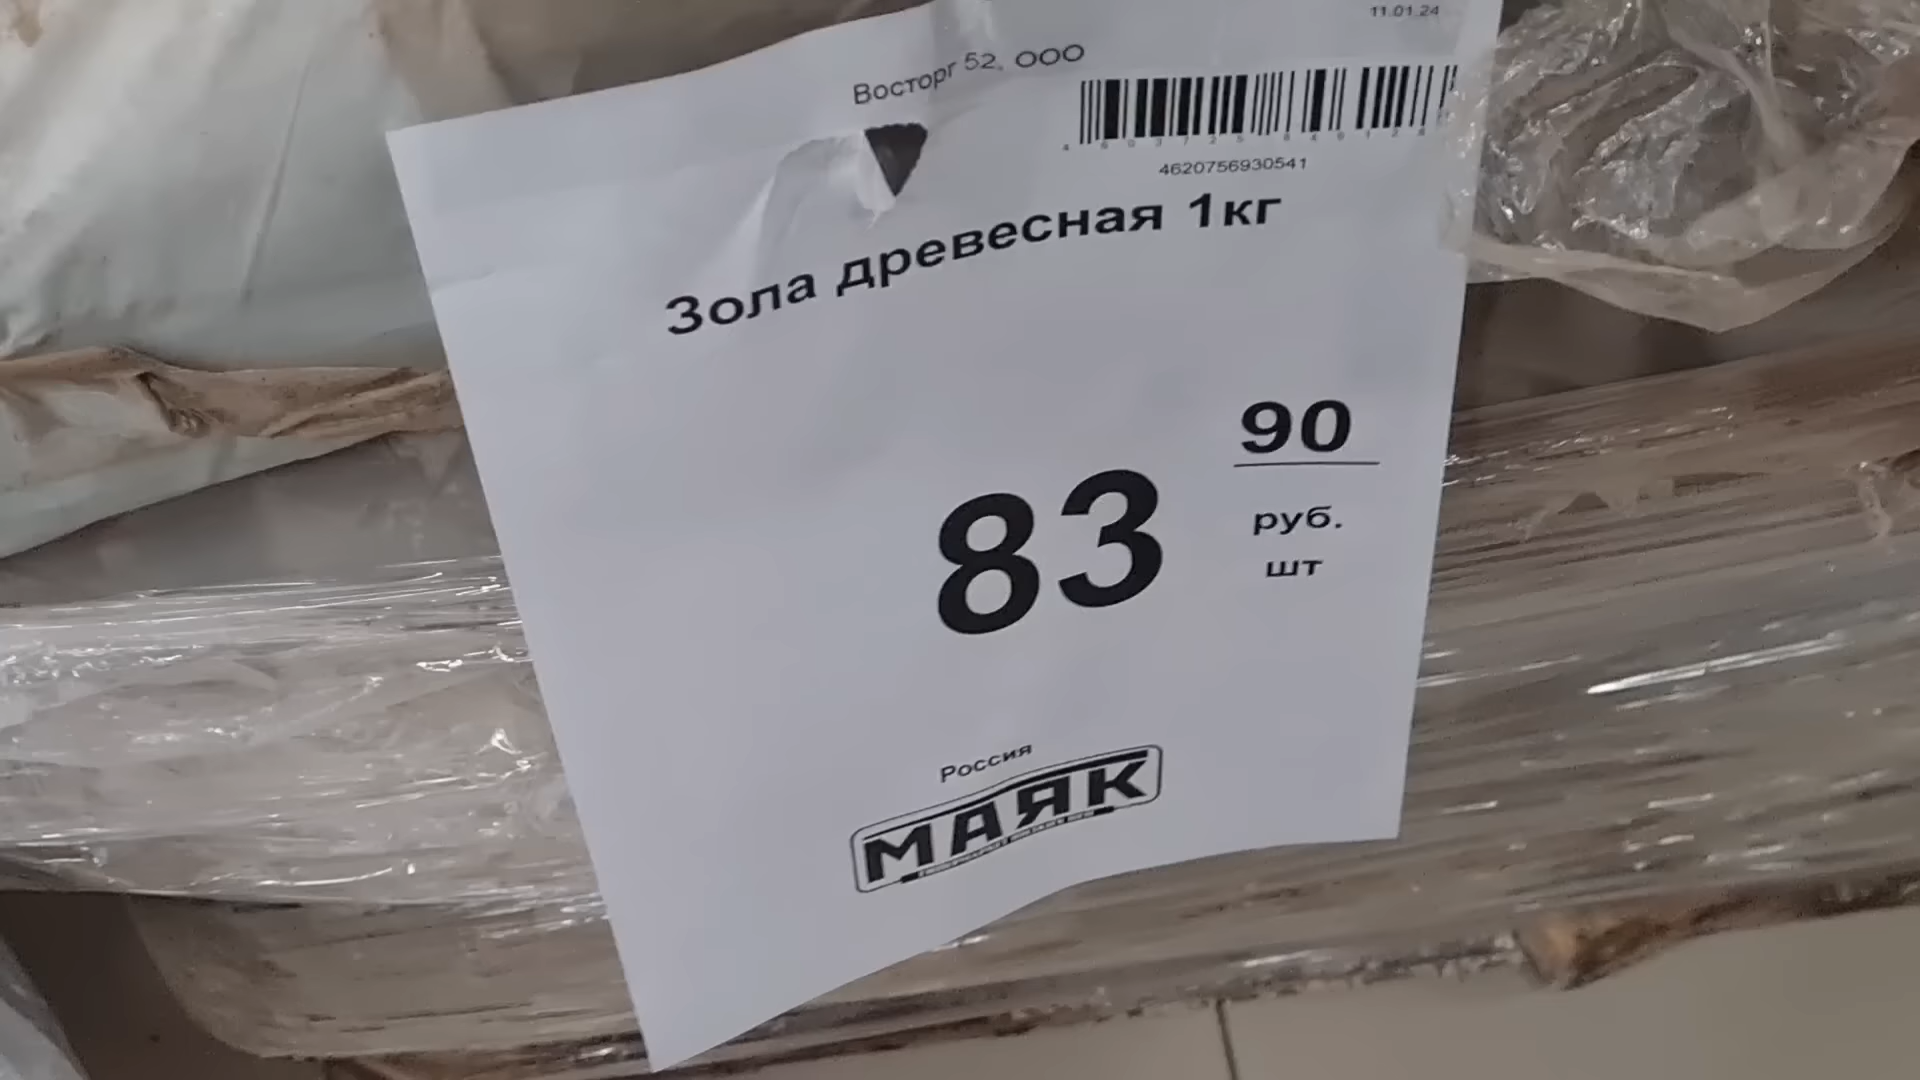 11.01.24
Восторг 52, ООО
4620756930541
Зола древесная 1кг
83
90
руб.
шт
Россия
МАЯК